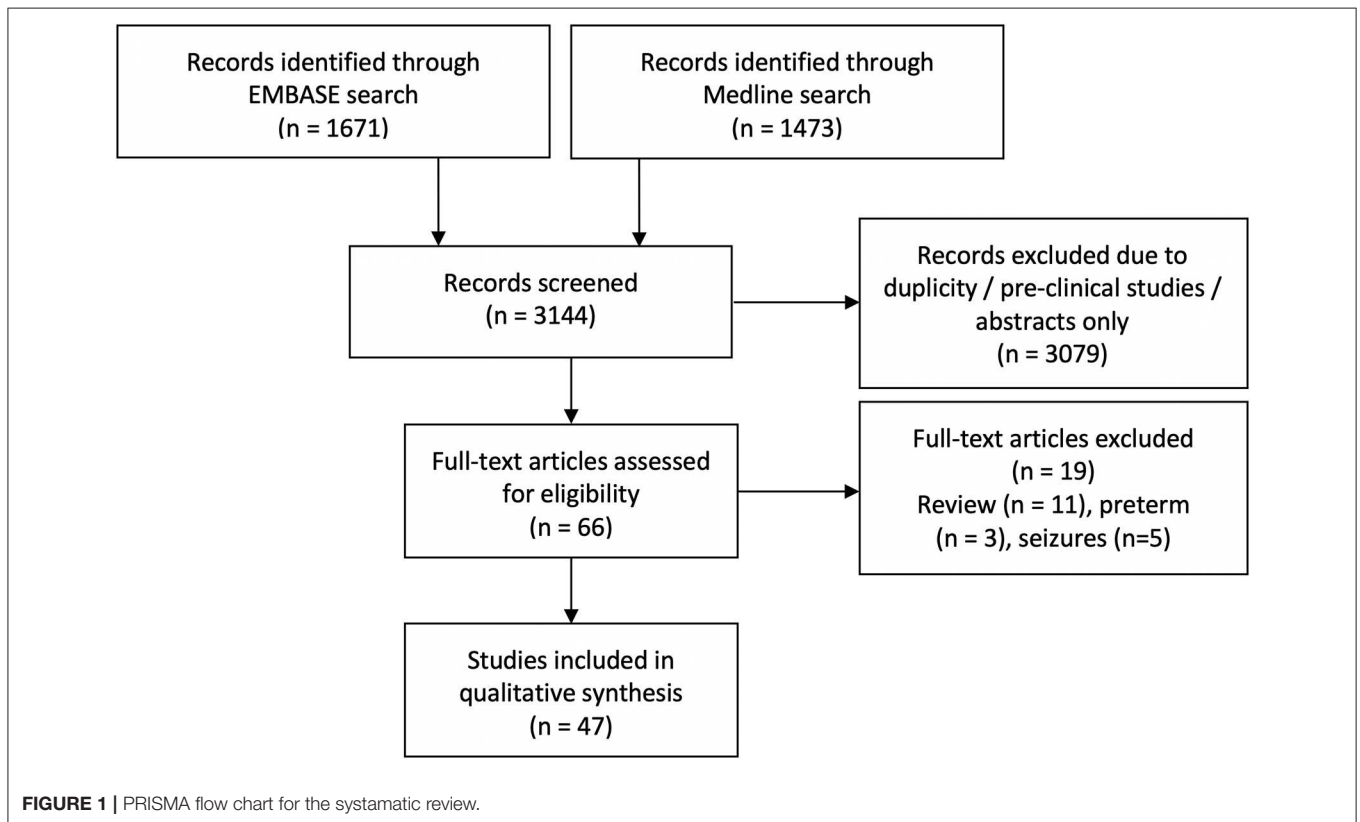 Records identified through
EMBASE search
(n = 1671)
Records identified through
Medline search
(n = 1473)
Records screened
(n = 3144)
Records excluded due to
duplicity / pre-clinical studies /
abstracts only
(n = 3079)
Full-text articles assessed
for eligibility
(n = 66)
Full-text articles excluded
(n = 19)
Review (n = 11), preterm
(n = 3), seizures (n=5)
Studies included in
qualitative synthesis
(n = 47)
FIGURE 1 | PRISMA flow chart for the systamatic review.